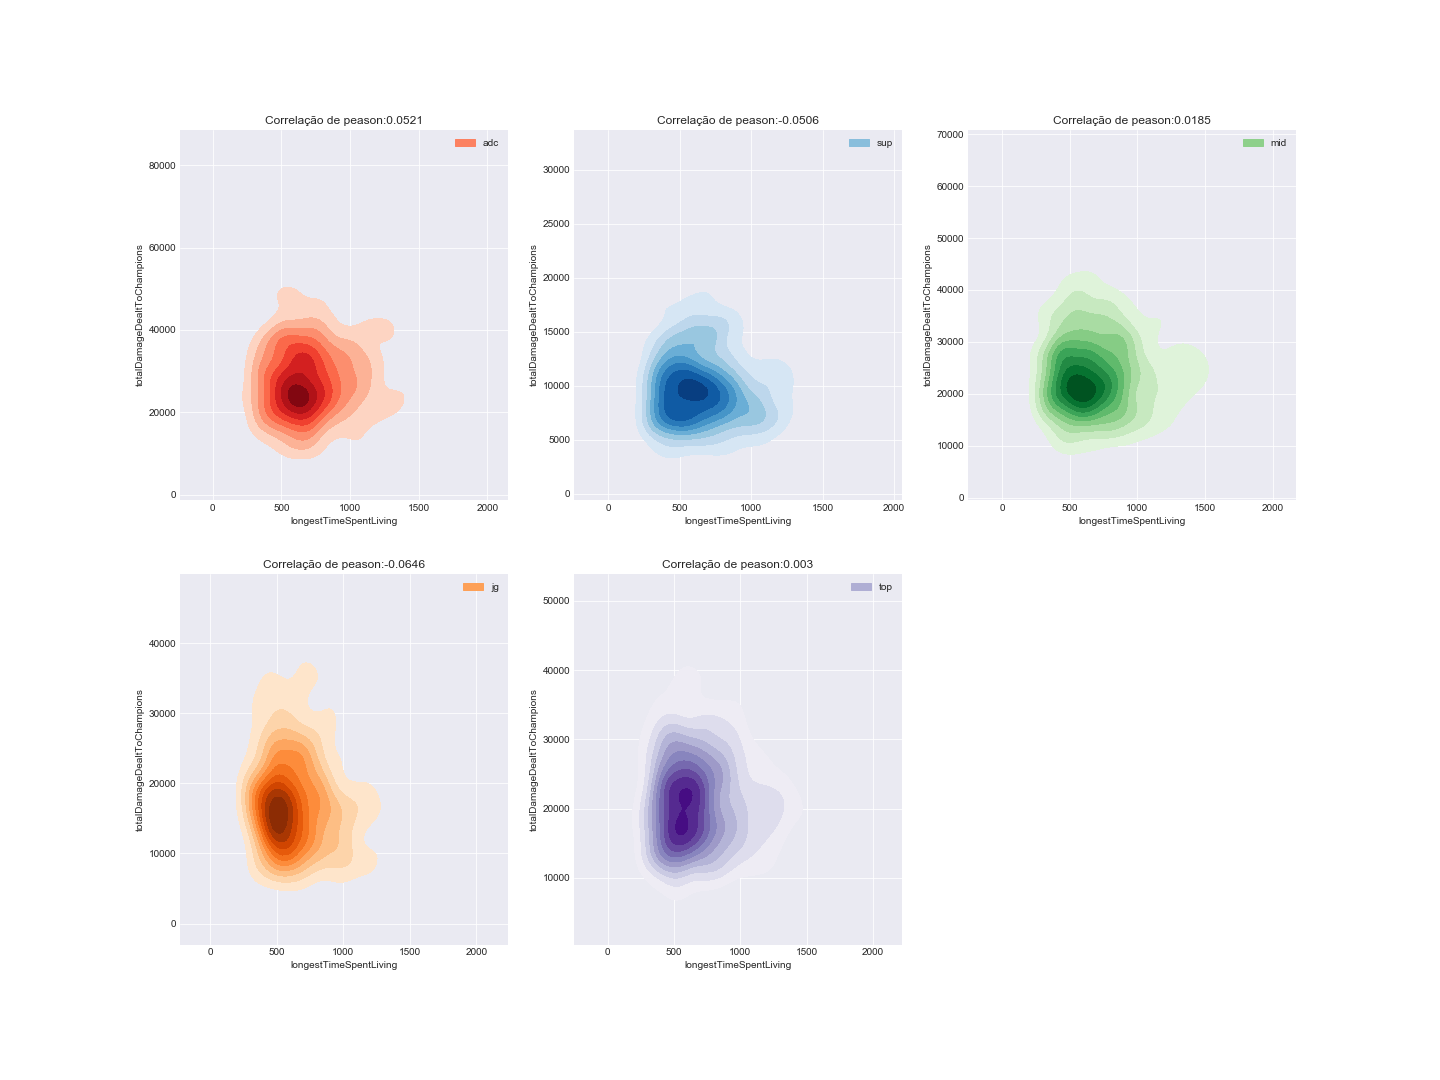 Correlação de peason:0.0521
adc
80000
60000
40000
20000
0
totalDamageDealtToChampions
0 500 1000 1500 2000
longestTimeSpentLiving
Correlação de peason:-0.0506
sup
30000
25000
20000
15000
10000
5000
0
totalDamageDealtToChampions
0 500 1000 1500 2000
longestTimeSpentLiving
Correlação de peason:0.0185
mid
70000
60000
50000
40000
30000
20000
10000
0
totalDamageDealtToChampions
0 500 1000 1500 2000
longestTimeSpentLiving
Correlação de peason:-0.0646
jg
40000
30000
20000
10000
0
totalDamageDealtToChampions
0 500 1000 1500 2000
longestTimeSpentLiving
Correlação de peason:0.003
top
50000
40000
30000
20000
10000
totalDamageDealtToChampions
0 500 1000 1500 2000
longestTimeSpentLiving